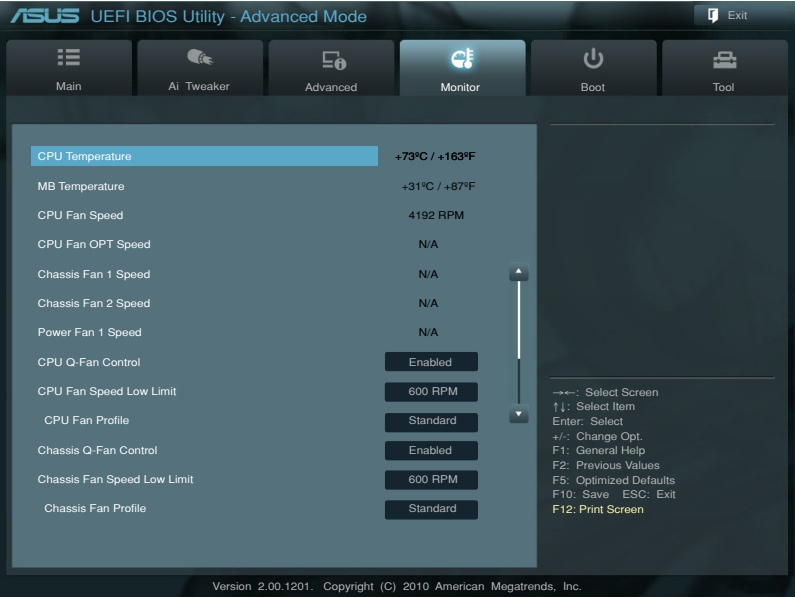 ASUS UEFI BIOS Utility - Advanced Mode
Exit
Main Ai Tweaker Advanced Monitor Boot Tool
CPU Temperature +73ºC / +163ºF
MB Temperature +31ºC / +87ºF
CPU Fan Speed 4192 RPM
CPU Fan OPT Speed N/A
Chassis Fan 1 Speed N/A
Chassis Fan 2 Speed N/A
Power Fan 1 Speed N/A
CPU Q-Fan Control Enabled
CPU Fan Speed Low Limit 600 RPM
CPU Fan Profile Standard
Chassis Q-Fan Control Enabled
Chassis Fan Speed Low Limit 600 RPM
Chassis Fan Profile Standard
→←: Select Screen
↑↓: Select Item
Enter: Select
+/-: Change Opt.
F1: General Help
F2: Previous Values
F5: Optimized Defaults
F10: Save ESC: Exit
F12: Print Screen
Version 2.00.1201. Copyright (C) 2010 American Megatrends, Inc.